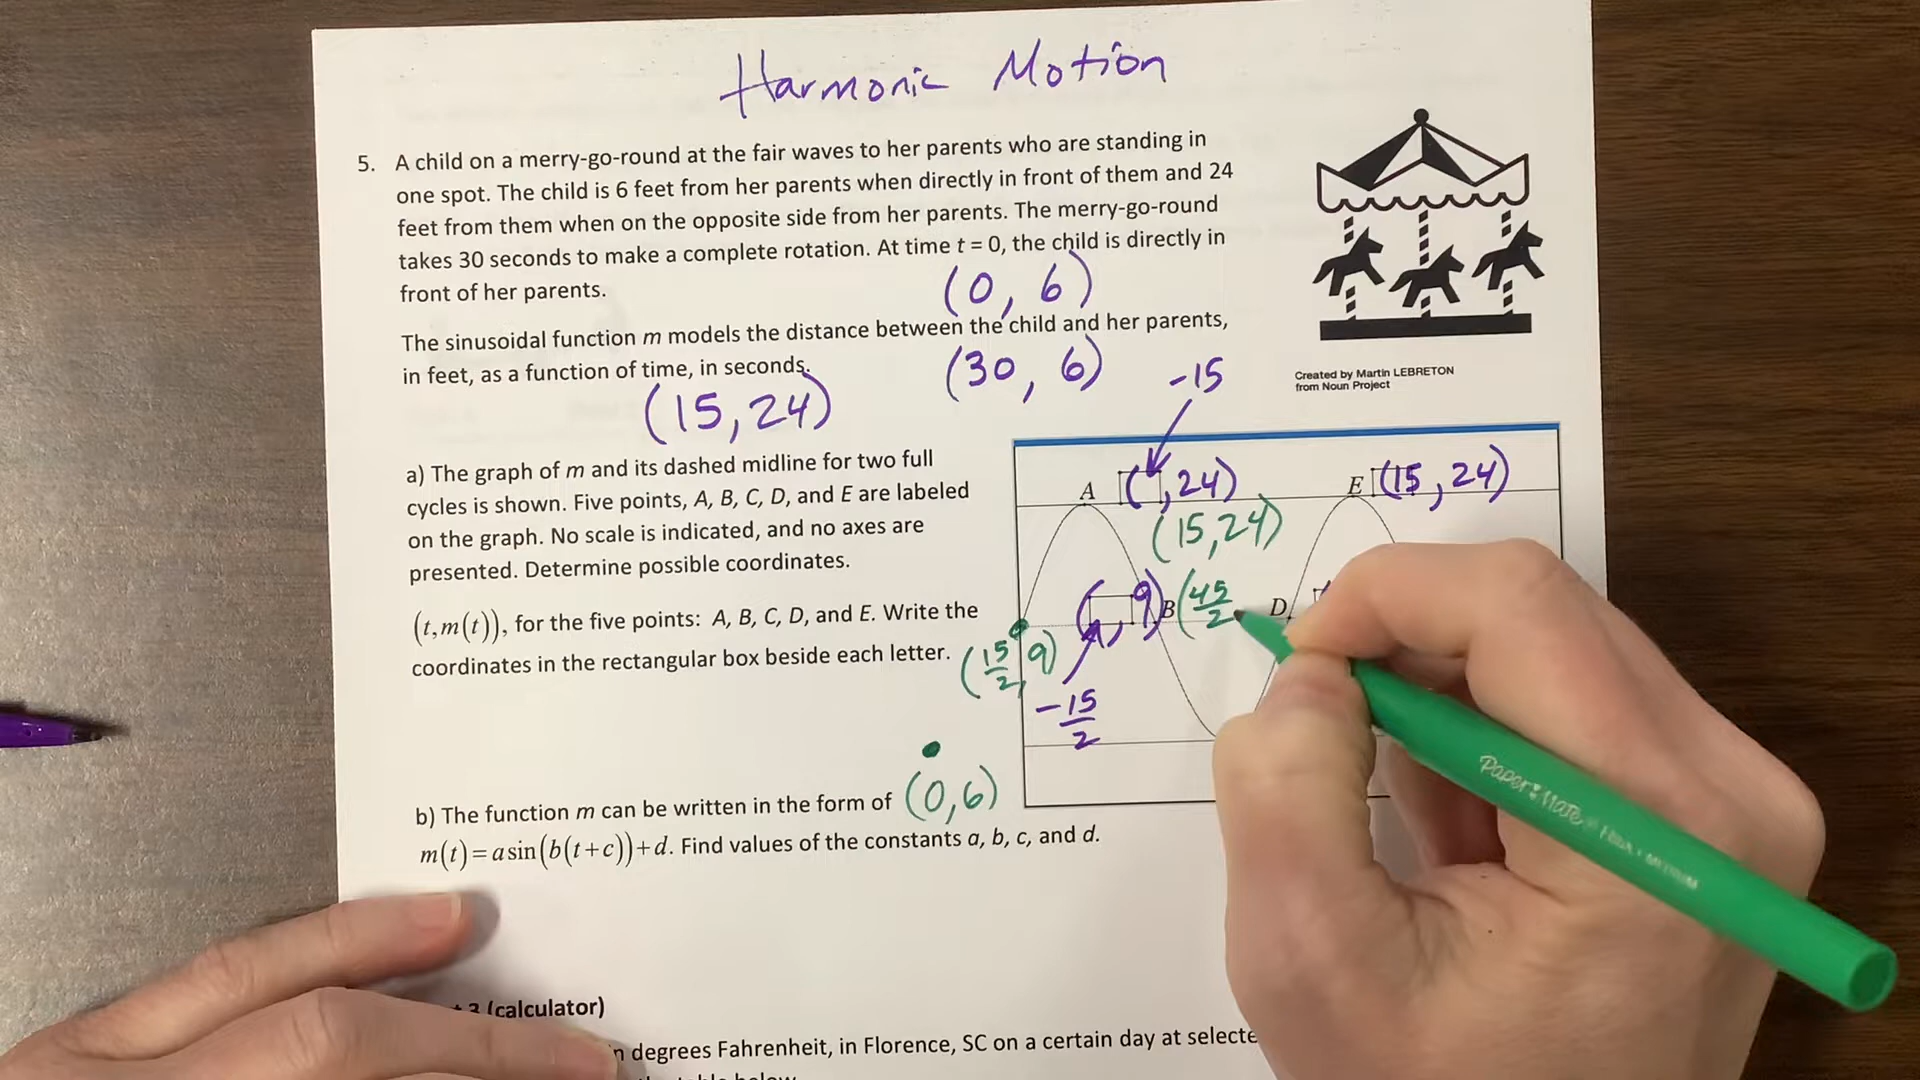 Harmonic Motion
5. A child on a merry-go-round at the fair waves to her parents who are standing in
one spot. The child is 6 feet from her parents when directly in front of them and 24
feet from them when on the opposite side from her parents. The merry-go-round
takes 30 seconds to make a complete rotation. At time t = 0, the child is directly in
front of her parents.
(0, 6)
The sinusoidal function m models the distance between the child and her parents,
in feet, as a function of time, in seconds.
(30, 6)
-15
(15, 24)
Created by Martin LEBRETON
from Noun Project
a) The graph of m and its dashed midline for two full
cycles is shown. Five points, A, B, C, D, and E are labeled
on the graph. No scale is indicated, and no axes are
presented. Determine possible coordinates.
(t, m(t)), for the five points: A, B, C, D, and E. Write the
coordinates in the rectangular box beside each letter.
A ( , 24)
E (15, 24)
(15, 24)
( , 9) B (45/2
D
(15/2, 9)
-15/2
(0, 6)
b) The function m can be written in the form of
m(t) = a sin(b(t+c))+d. Find values of the constants a, b, c, and d.
(calculator)
degrees Fahrenheit, in Florence, SC on a certain day at
Paper Mate